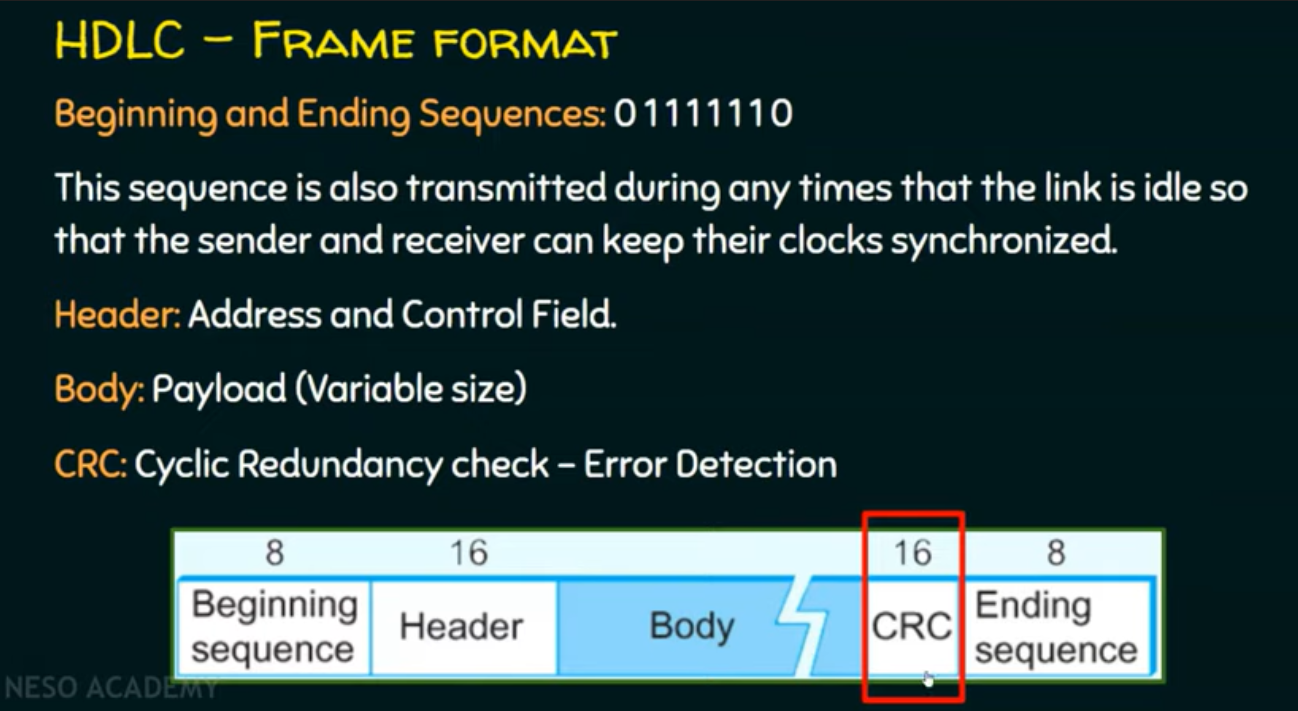 HDLC – FRAME FORMAT
Beginning and Ending Sequences: 01111110
This sequence is also transmitted during any times that the link is idle so
that the sender and receiver can keep their clocks synchronized.
Header: Address and Control Field.
Body: Payload (Variable size)
CRC: Cyclic Redundancy check – Error Detection
8 16 16 8
Beginning
sequence
Header
Body
CRC
Ending
sequence
NESO ACADEMY